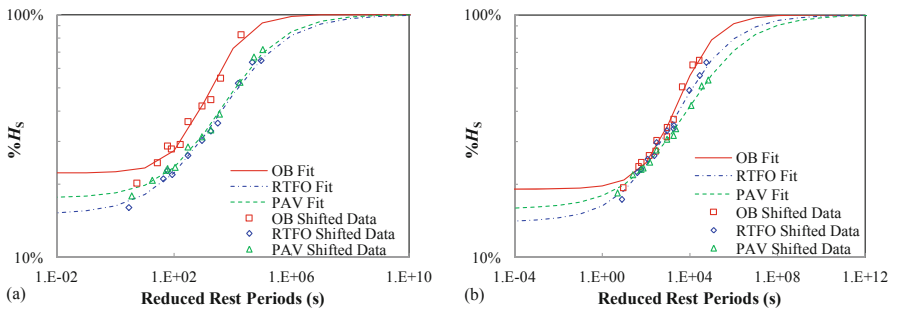 100%
%HS
10%
OB Fit
RTFO Fit
PAV Fit
OB Shifted Data
RTFO Shifted Data
PAV Shifted Data
1.E-02 1.E+02 1.E+06 1.E+10
(a) Reduced Rest Periods (s)
100%
%HS
10%
OB Fit
RTFO Fit
PAV Fit
OB Shifted Data
RTFO Shifted Data
PAV Shifted Data
1.E-04 1.E+00 1.E+04 1.E+08 1.E+12
(b) Reduced Rest Periods (s)